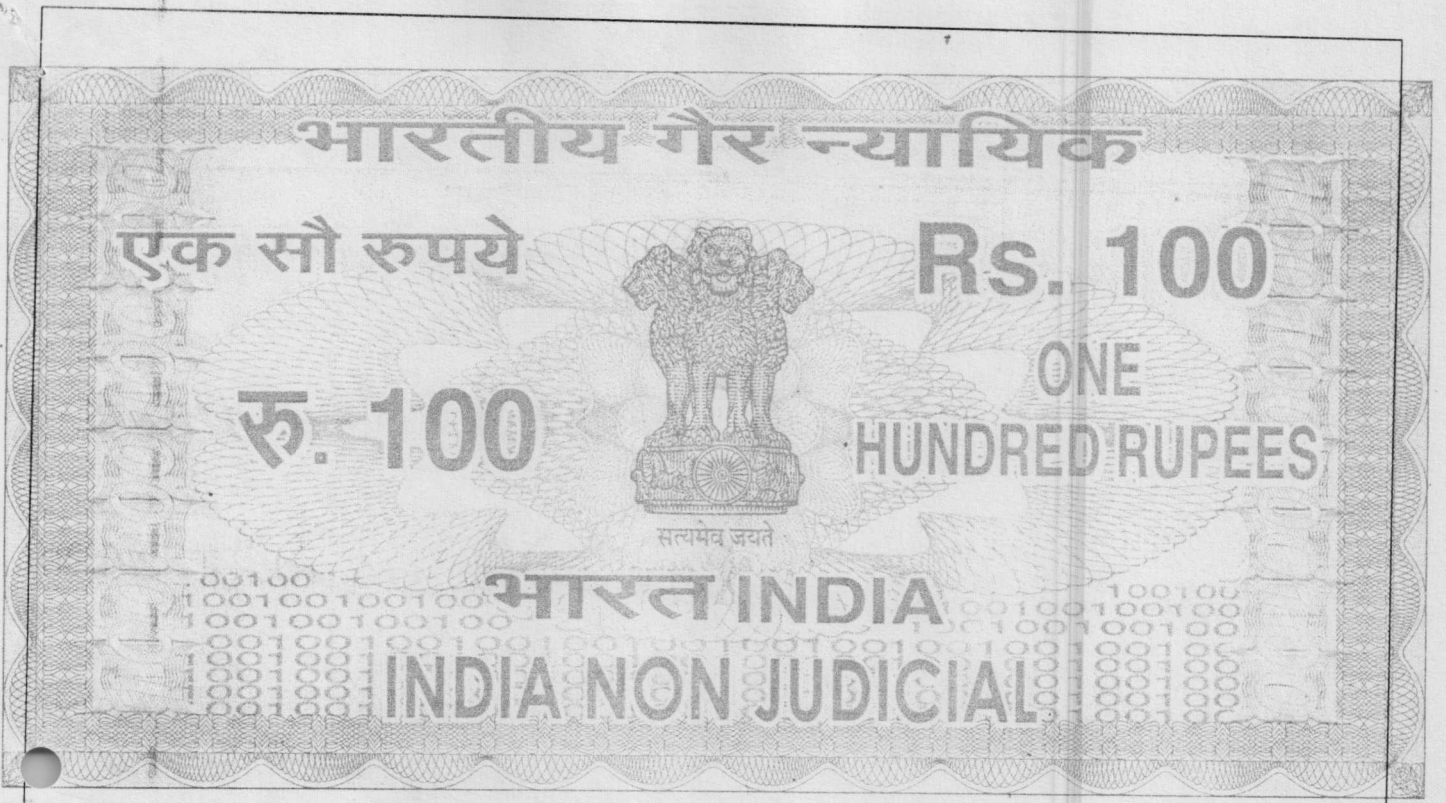 भारतीय गैर न्यायिक
एक सौ रुपये
Rs. 100
रु. 100
ONE
HUNDRED RUPEES
सत्यमेव जयते
भारत INDIA
INDIA NON JUDICIAL